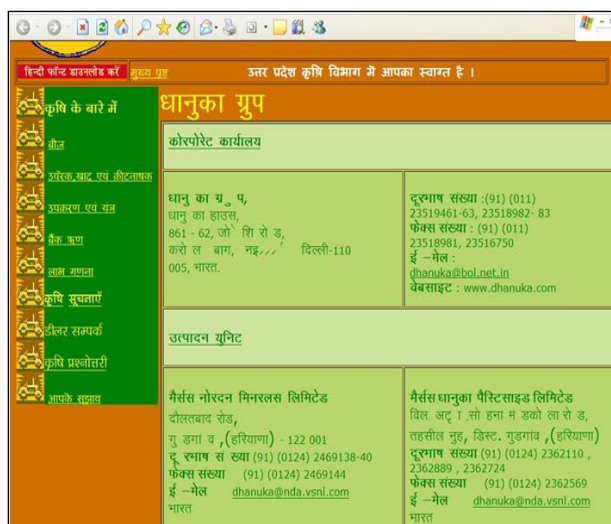 हिन्दी फॉन्ट डाउनलोड करें
मुख्य पृष्ट
उत्तर प्रदेश कृषि विभाग में आपका स्वागत है ।
कृषि के बारे में
बीज
उर्वरक,खाद एवं कीटनाषक
उपकरण एवं यंत्र
बैंक ऋण
लाभ गणना
कृषि सूचनाएँ
डीलर सम्पर्क
कृषि प्रश्नोत्तरी
आपके सुझाव
धानुका ग्रुप
कोरपोरेट कार्यालय
धानु का ग्रुप,
धानु का हाउस,
861 - 62, जो शि रो ड,
करो ल बाग, दिल्ली-110
005, भारत.
दूरभाष संख्या :(91) (011)
23519461-63, 23518982- 83
फेक्स संख्या : (91) (011)
23518981, 23516750
ई –मेल :
dhanuka@bol.net.in
वेबसाइट : www.dhanuka.com
उत्पादन युनिट
मैर्सस नोरदन मिनरलस लिमिटेड
दौलतबाद रोड,
गु डगां व ,(हरियाणा) - 122 001
दू रभाष सं ख्या (91) (0124) 2469138-40
फेक्स संख्या (91) (0124) 2469144
ई –मेल dhanuka@nda.vsnl.com
भारत
मैर्सस धानुका पैस्टिसाइड लिमिटेड
विल. सो हना मं डको ला रो ड,
तहसील नुह, डिस्ट. गुडगांव ,(हरियाणा)
दूरभाष संख्या (91) (0124) 2362110 ,
2362889 , 2362724
फेक्स संख्या (91) (0124) 2362569
ई –मेल dhanuka@nda.vsnl.com
भारत